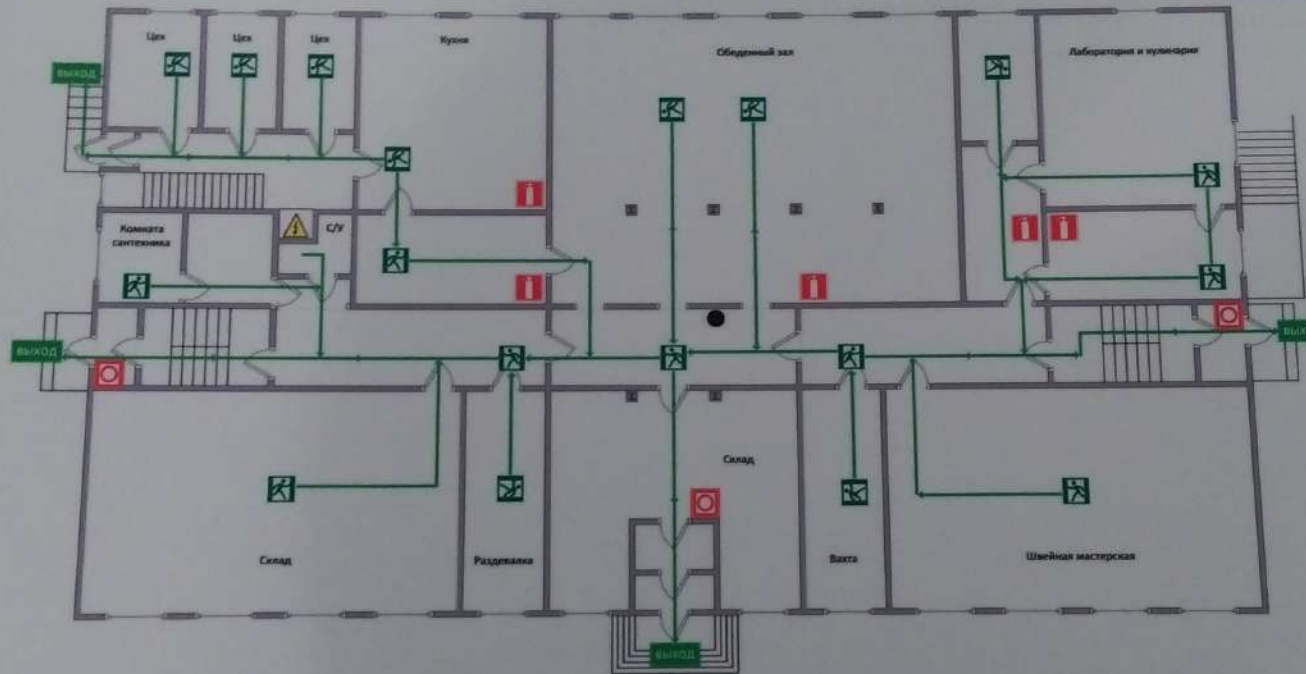 Цех
Цех
Цех
Кухня
Обеденный зал
Лаборатория и кулинария
ВЫХОД
Комната
сантехника
С/У
ВЫХОД
ВЫХ
Склад
Склад
Раздевалка
Вахта
Швейная мастерская
ВЫХОД